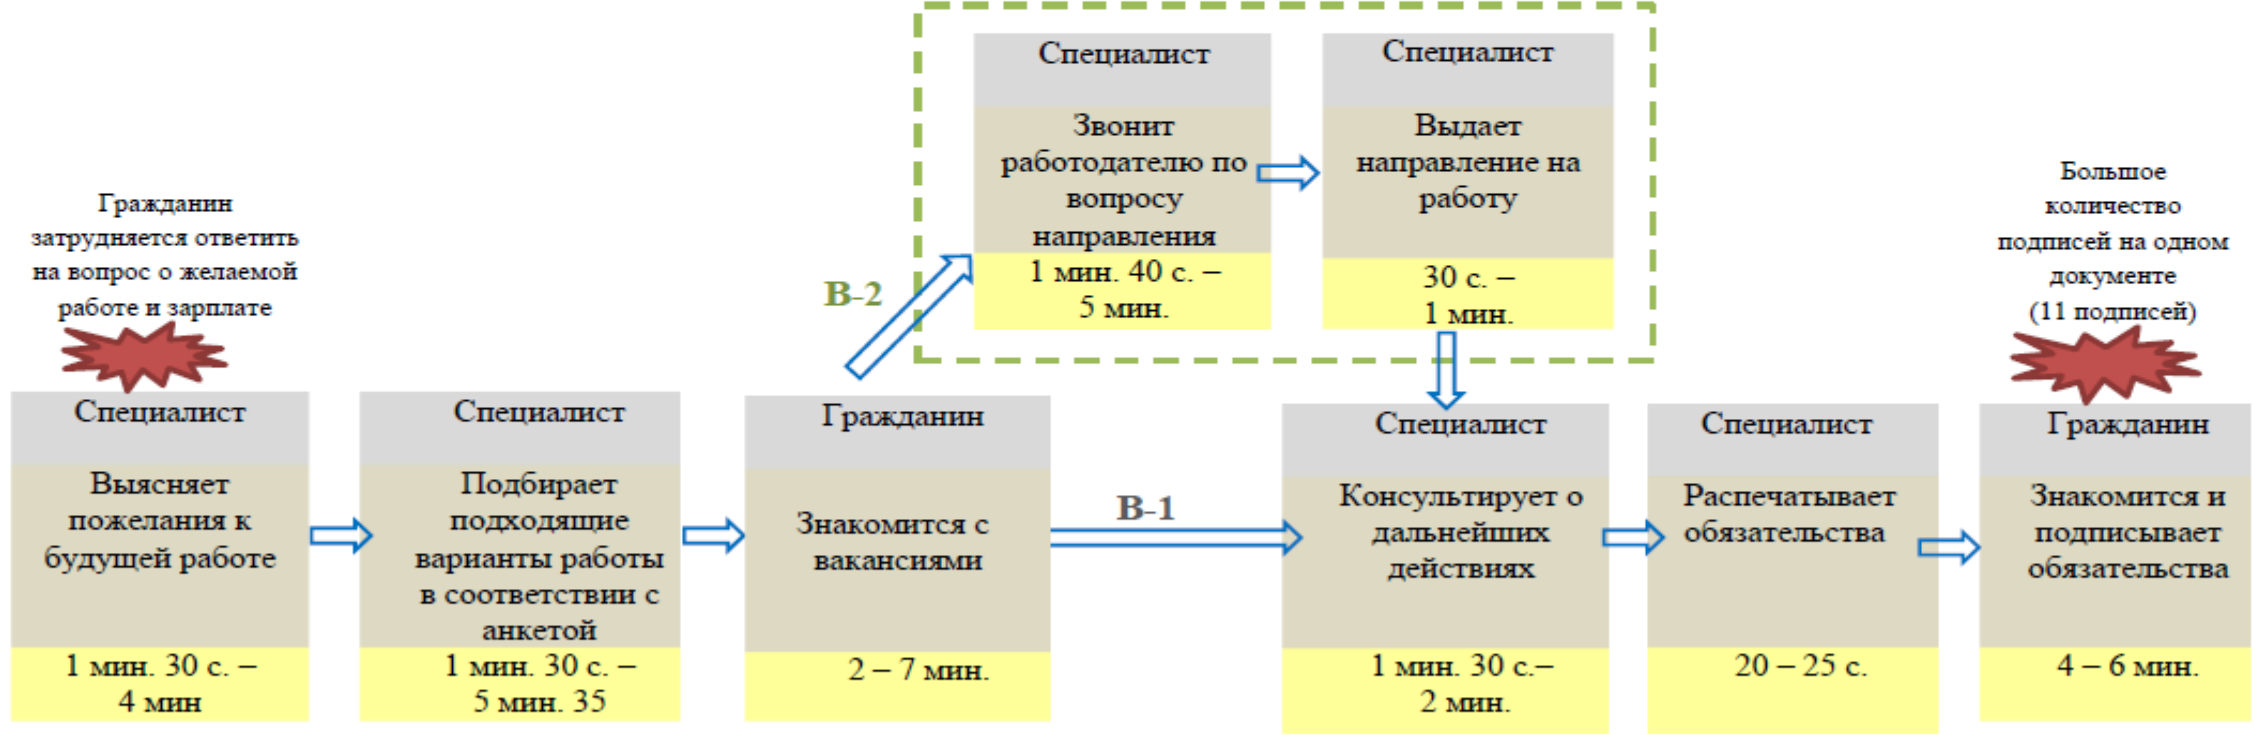 Специалист
Звонит
работодателю по
вопросу
направления
1 мин. 40 с. –
5 мин.
Специалист
Выдает
направление на
работу
30 с. –
1 мин.
Гражданин
затрудняется ответить
на вопрос о желаемой
работе и зарплате
Большое
количество
подписей на одном
документе
(11 подписей)
В-2
Специалист
Выясняет
пожелания к
будущей работе
1 мин. 30 с. –
4 мин
Специалист
Подбирает
подходящие
варианты работы
в соответствии с
анкетой
1 мин. 30 с. –
5 мин. 35
Гражданин
Знакомится с
вакансиями
2 – 7 мин.
В-1
Специалист
Консультирует о
дальнейших
действиях
1 мин. 30 с.–
2 мин.
Специалист
Распечатывает
обязательства
20 – 25 с.
Гражданин
Знакомится и
подписывает
обязательства
4 – 6 мин.